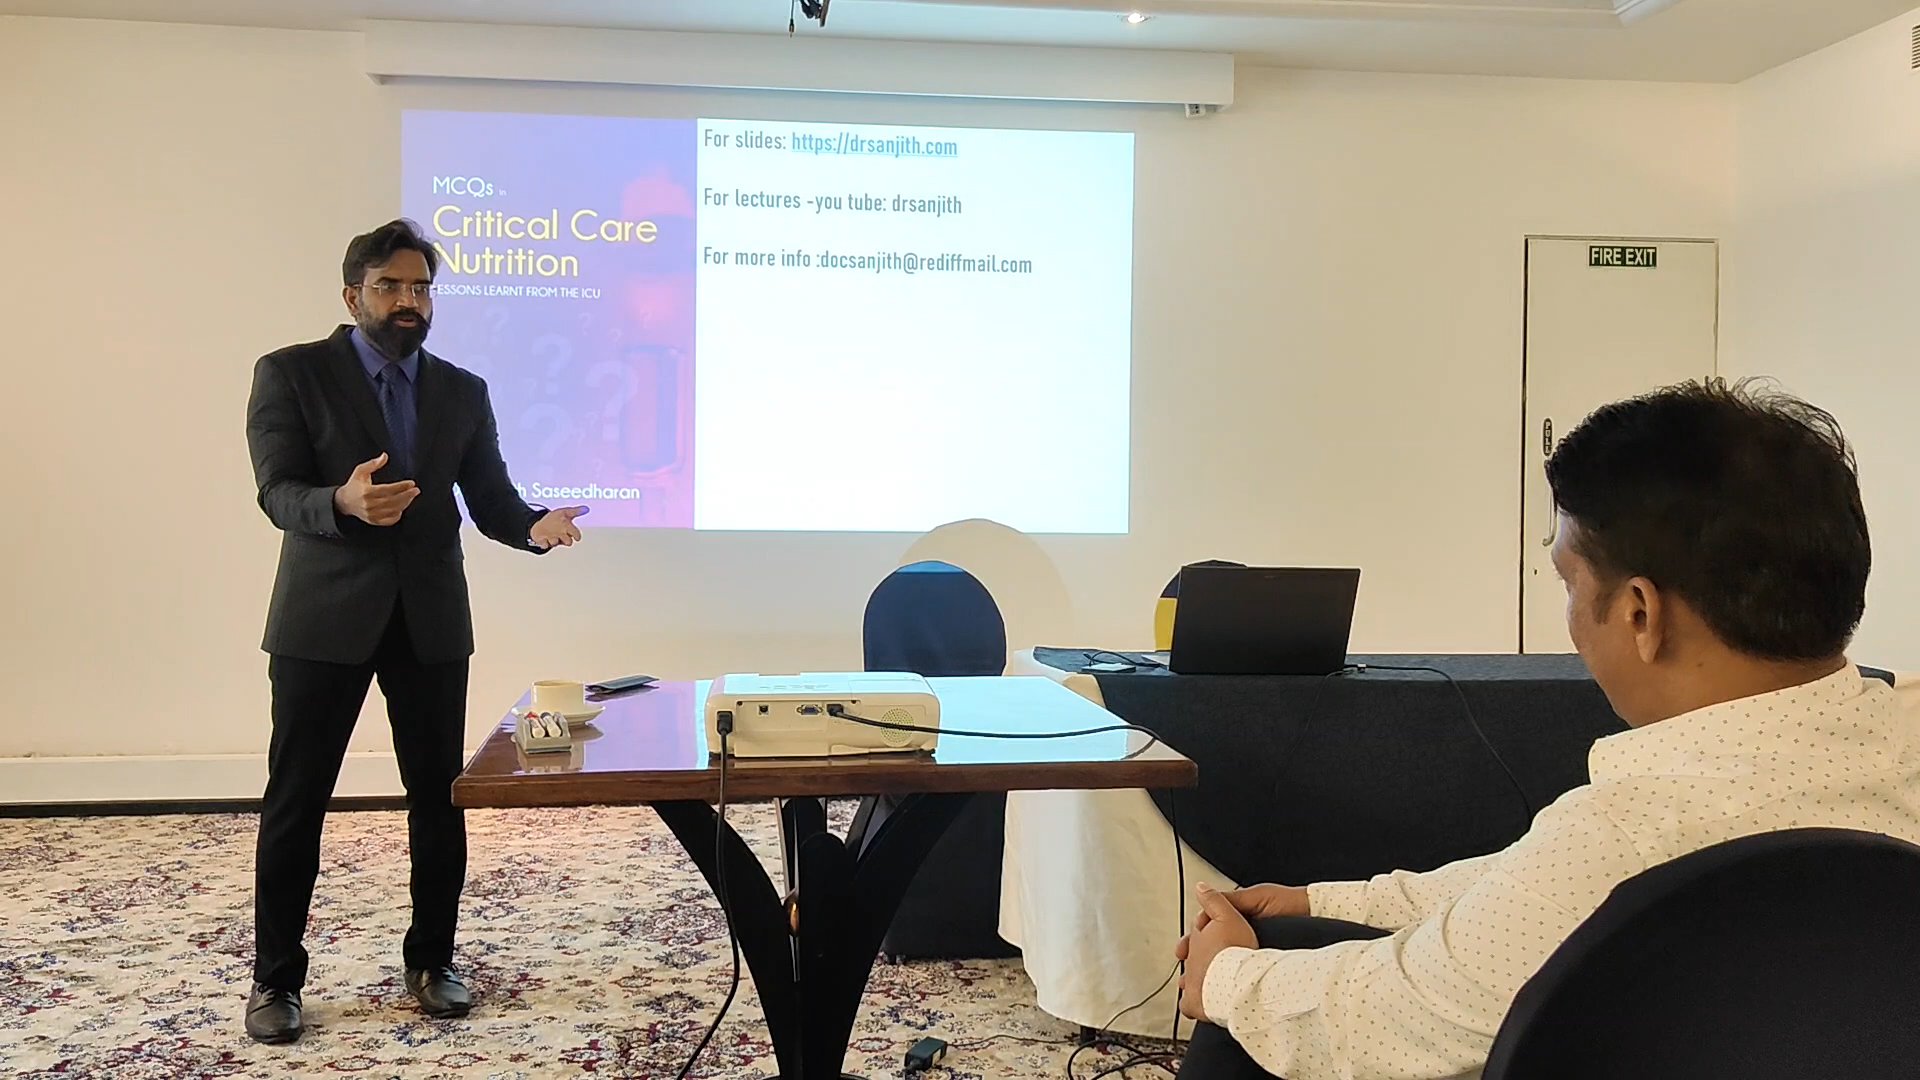 For slides: https://drsanjith.com
For lectures -you tube: drsanjith
For more info :docsanjith@rediffmail.com
MCQs in
Critical Care
Nutrition
ESSONS LEARNT FROM THE ICU
h Saseedharan
FIRE EXIT
PULL